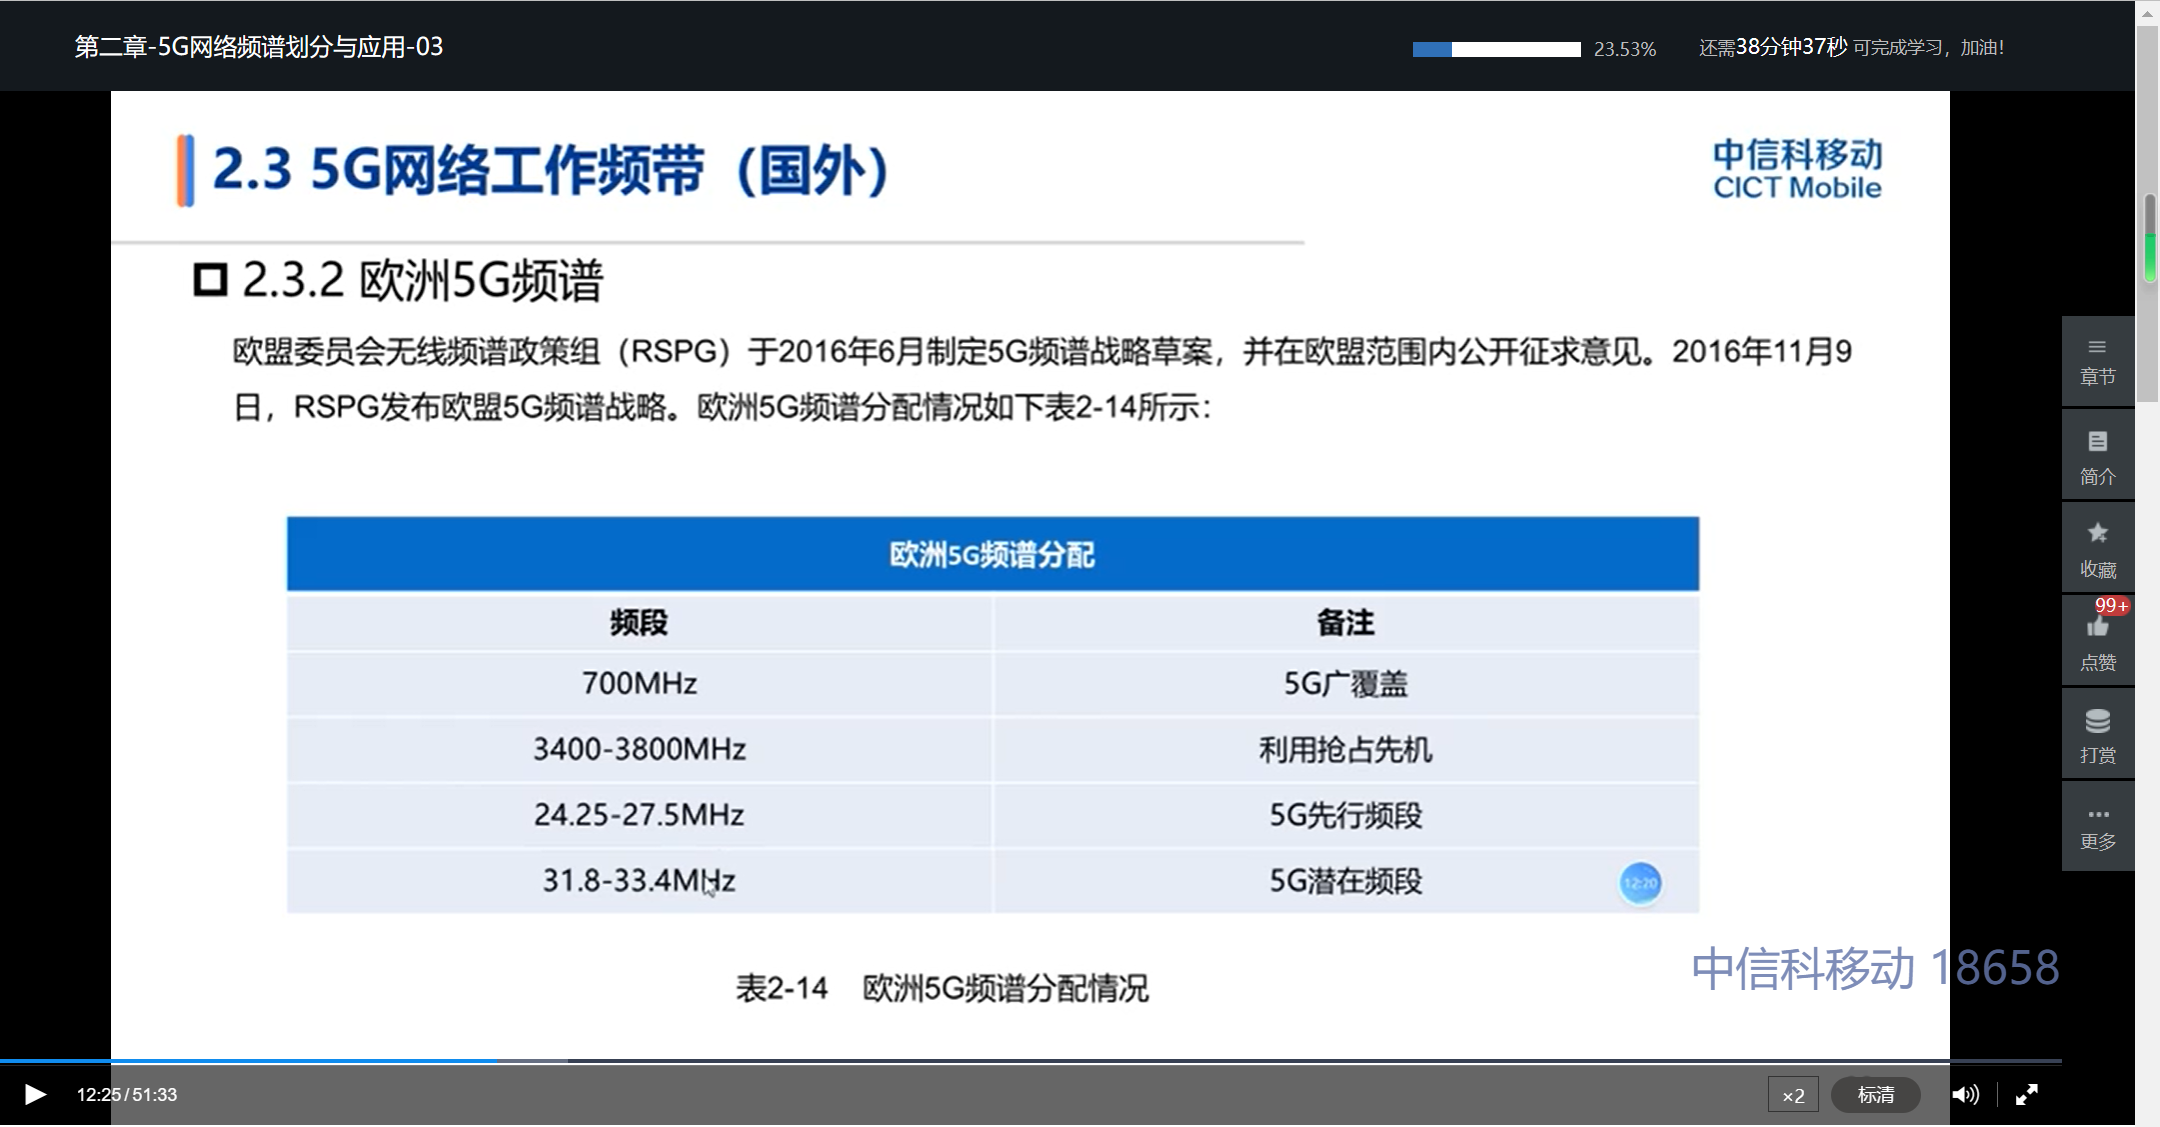 第二章-5G网络频谱划分与应用-03
23.53%
还需38分钟37秒 可完成学习，加油！
2.3 5G网络工作频带（国外）
中信科移动
CICT Mobile
2.3.2 欧洲5G频谱
欧盟委员会无线频谱政策组（RSPG）于2016年6月制定5G频谱战略草案，并在欧盟范围内公开征求意见。2016年11月9
日，RSPG发布欧盟5G频谱战略。欧洲5G频谱分配情况如下表2-14所示：
欧洲5G频谱分配
频段 备注
700MHz 5G广覆盖
3400-3800MHz 利用抢占先机
24.25-27.5MHz 5G先行频段
31.8-33.4MHz 5G潜在频段
12:20
表2-14 欧洲5G频谱分配情况
中信科移动 18658
章节
简介
收藏
99+
点赞
打赏
更多
12:25/51:33
×2
标清